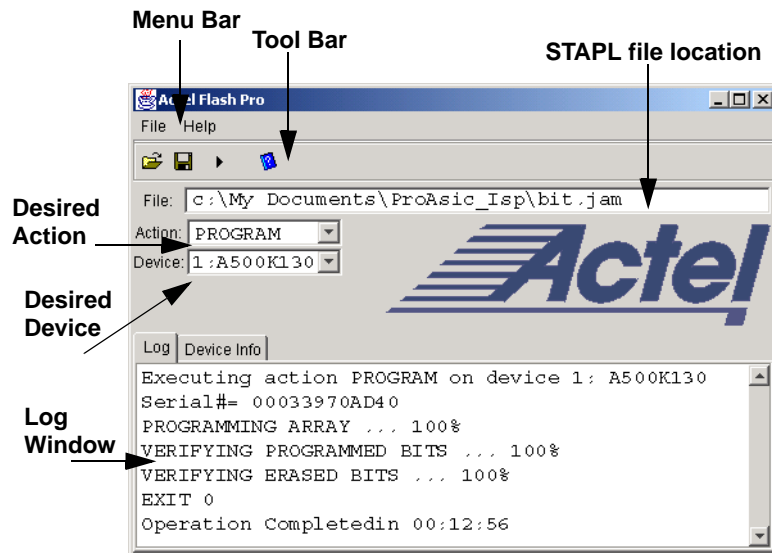 Menu Bar
Tool Bar
STAPL file location
Actel Flash Pro
File Help
File: c:\My Documents\ProAsic_Isp\bit.jam
Desired
Action
Action: PROGRAM
Device: 1:A500K130
Actel
Desired
Device
Log Device Info
Log
Window
Executing action PROGRAM on device 1: A500K130
Serial#= 00033970AD40
PROGRAMMING ARRAY ... 100%
VERIFYING PROGRAMMED BITS ... 100%
VERIFYING ERASED BITS ... 100%
EXIT 0
Operation Completedin 00:12:56